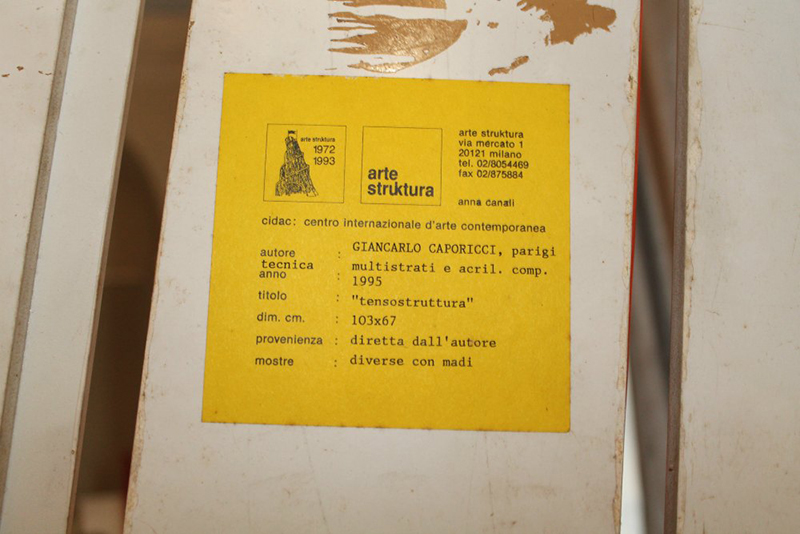 arte struktura
1972
1993
arte
struktura
arte struktura
via mercato 1
20121 milano
tel. 02/8054469
fax 02/875884
anna canali
cidac: centro internazionale d'arte contemporanea
autore : GIANCARLO CAPORICCI, parigi
tecnica multistrati e acril. comp.
anno : 1995
titolo : "tensostruttura"
dim. cm. : 103x67
provenienza : diretta dall'autore
mostre : diverse con madi